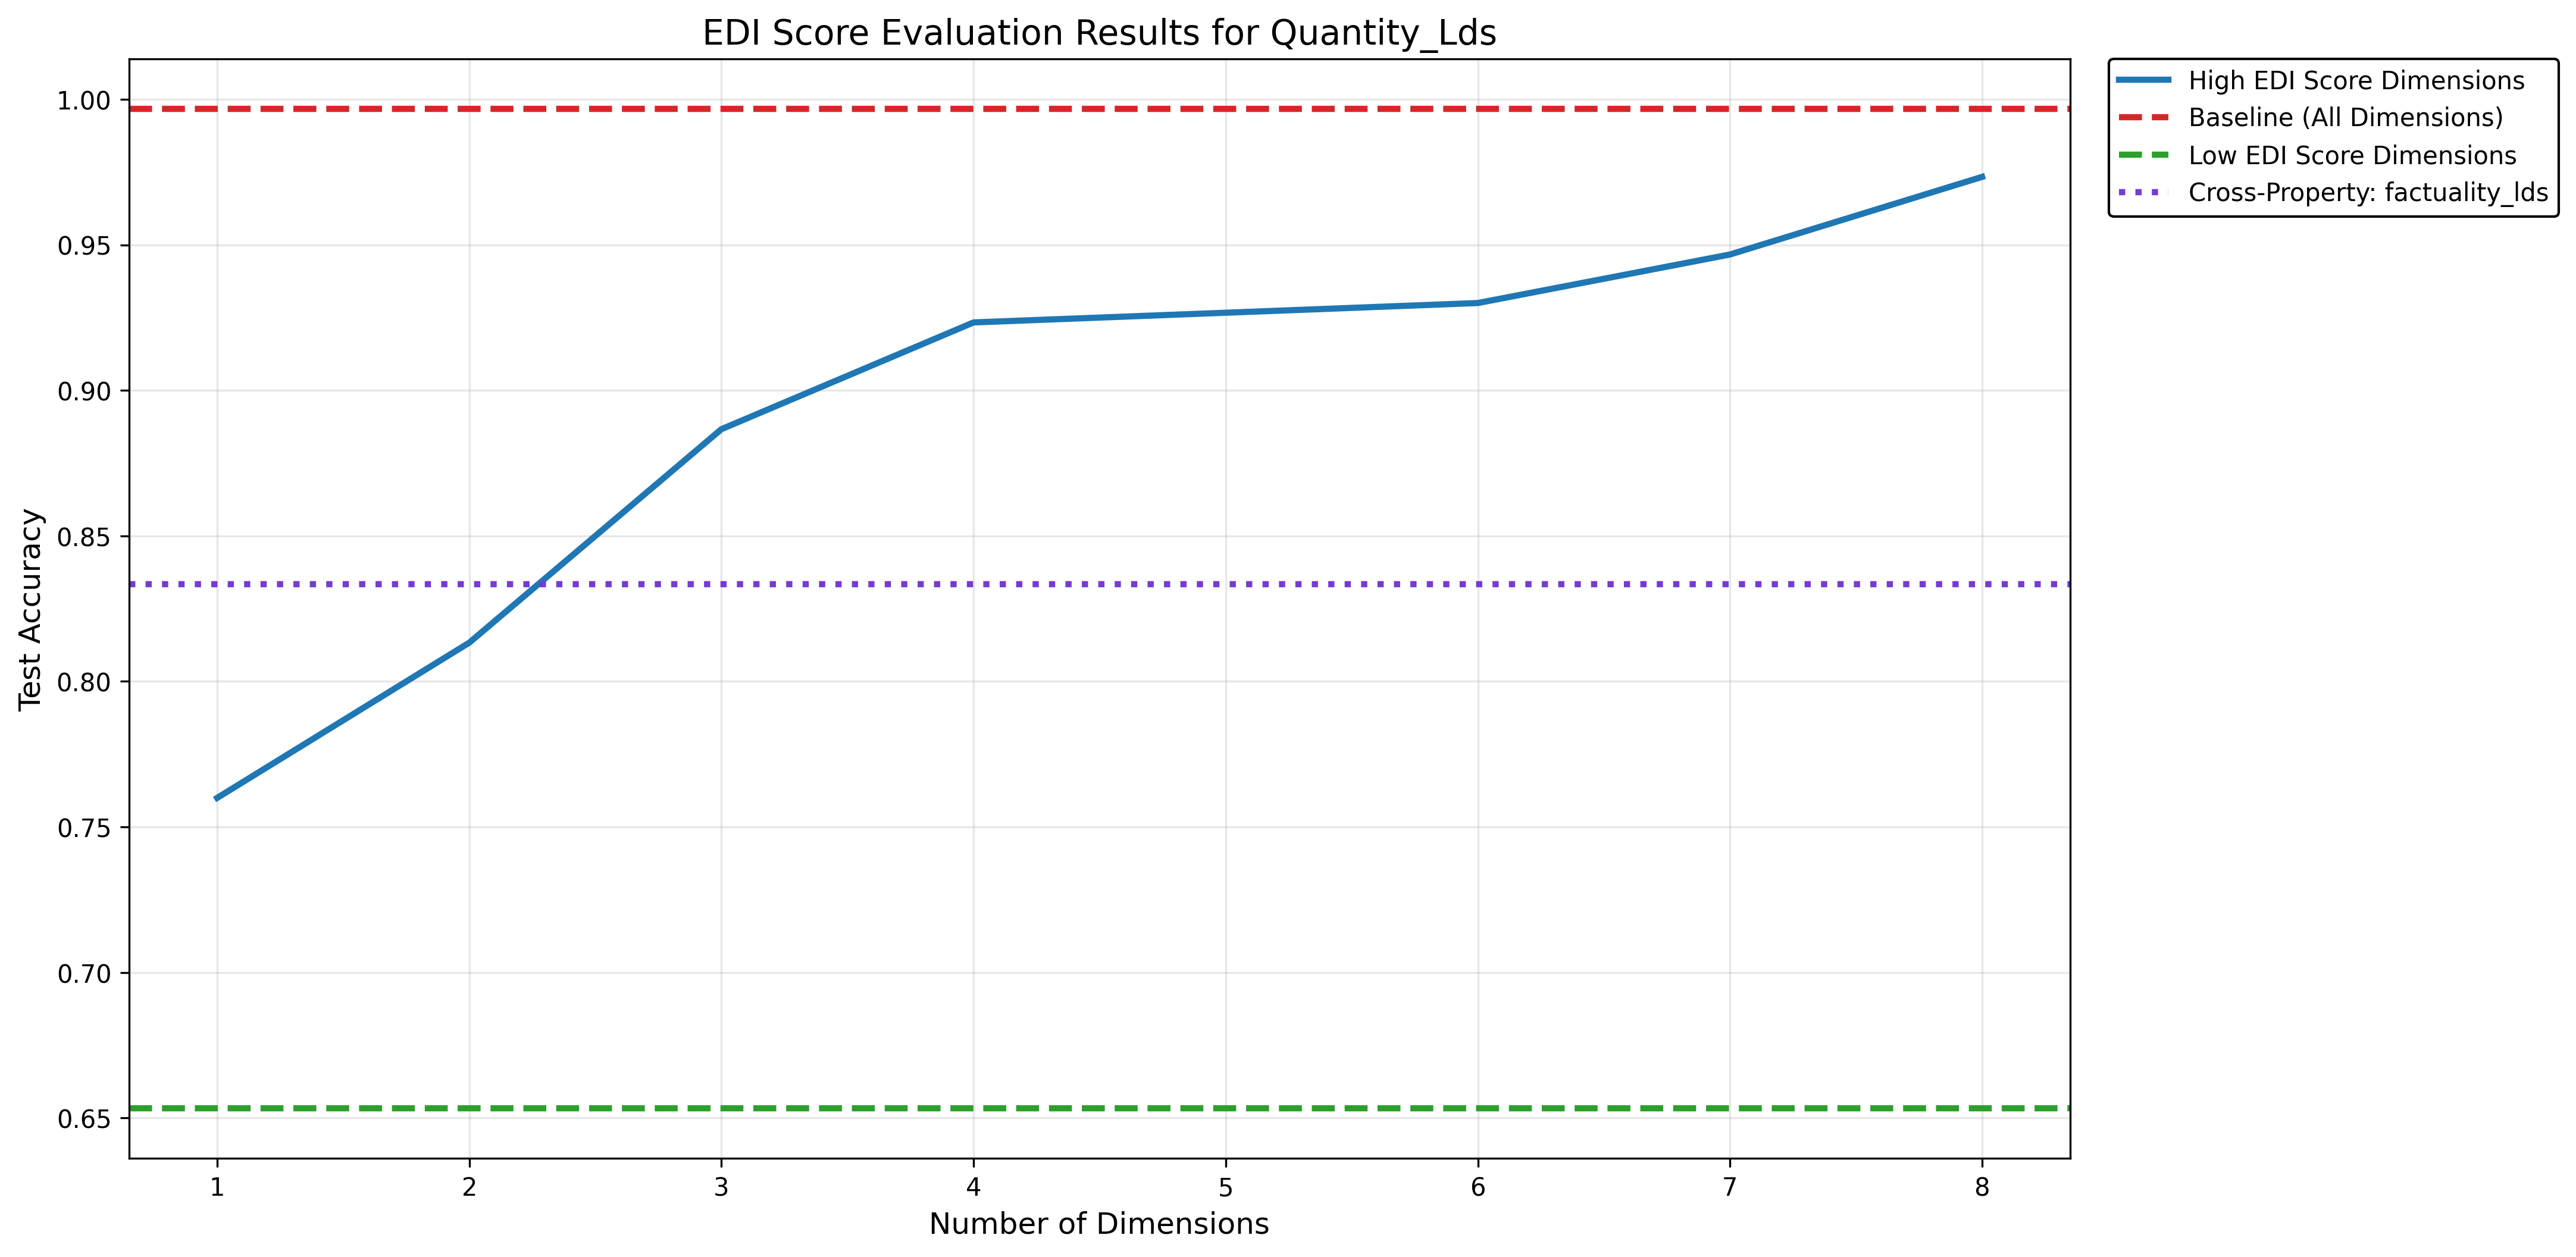 EDI Score Evaluation Results for Quantity_Lds
High EDI Score Dimensions
Baseline (All Dimensions)
Low EDI Score Dimensions
Cross-Property: factuality_lds
Test Accuracy
1.00
0.95
0.90
0.85
0.80
0.75
0.70
0.65
1 2 3 4 5 6 7 8
Number of Dimensions